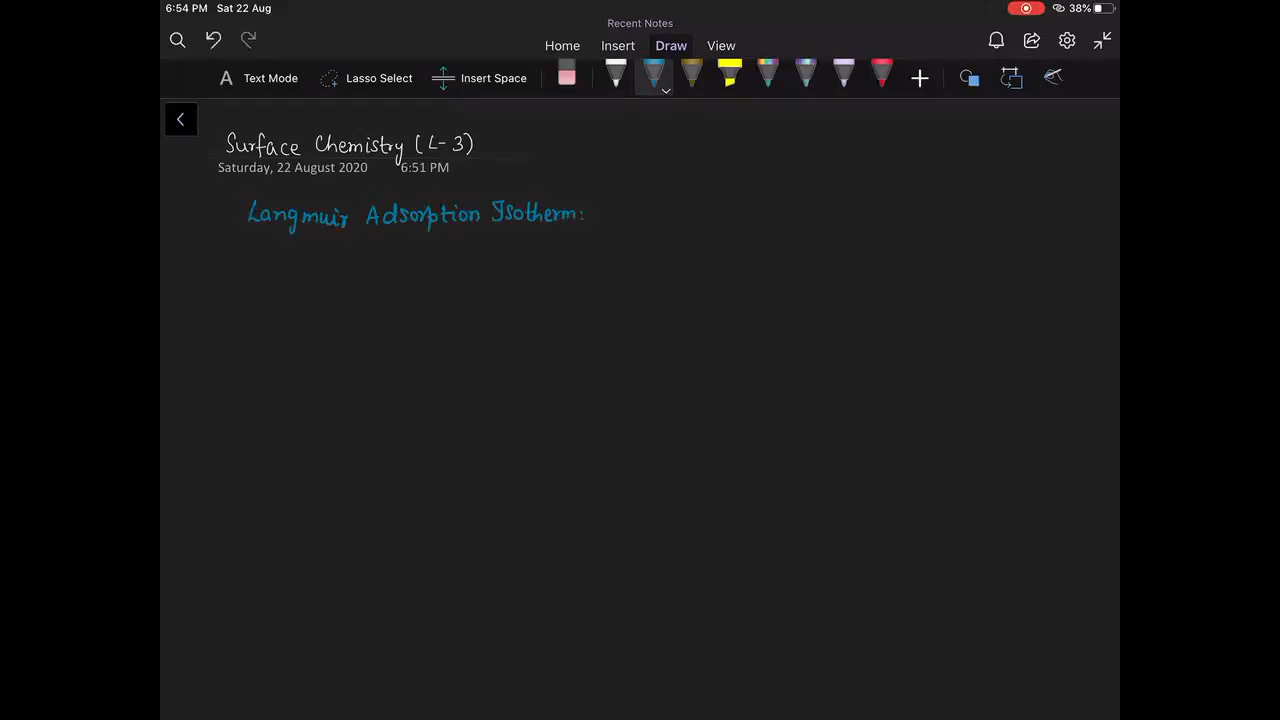 6:54 PM Sat 22 Aug 38%
Recent Notes
Home Insert Draw View
A Text Mode Lasso Select Insert Space
Surface Chemistry (L-3)
Saturday, 22 August 2020 6:51 PM
Langmuir Adsorption Isotherm: